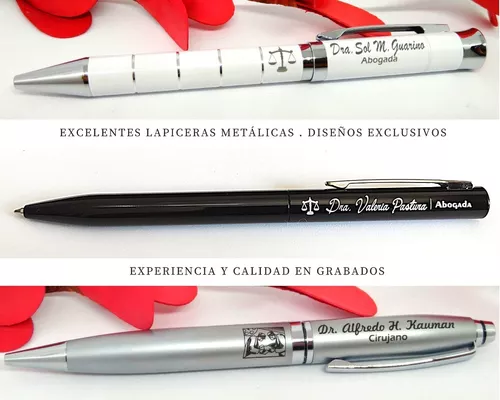 Dra. Sol M. Guarino
Abogada
EXCELENTES LAPICERAS METÁLICAS . DISEÑOS EXCLUSIVOS
Dra. Valeria Pastura | Abogada
EXPERIENCIA Y CALIDAD EN GRABADOS
Dr. Alfredo H. Kauman
Cirujano